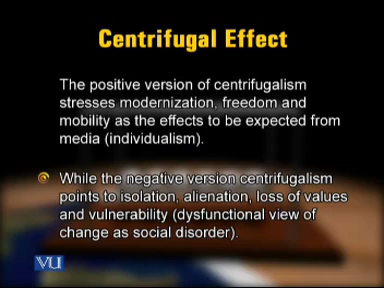 Centrifugal Effect
The positive version of centrifugalism
stresses modernization, freedom and
mobility as the effects to be expected from
media (individualism).
While the negative version centrifugalism
points to isolation, alienation, loss of values
and vulnerability (dysfunctional view of
change as social disorder).
VU